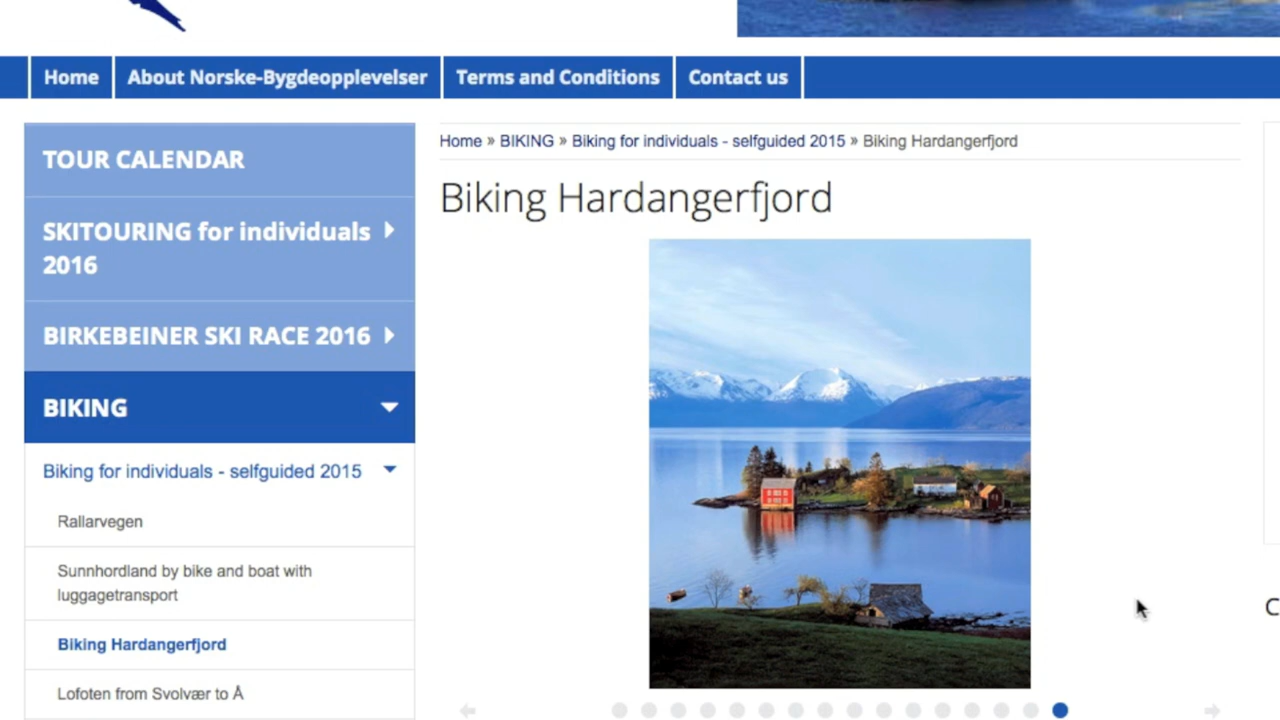 Home
About Norske-Bygdeopplevelser
Terms and Conditions
Contact us
TOUR CALENDAR
SKITOURING for individuals
2016
BIRKEBEINER SKI RACE 2016
BIKING
Biking for individuals - selfguided 2015
Rallarvegen
Sunnhordland by bike and boat with
luggagetransport
Biking Hardangerfjord
Lofoten from Svolvær to Å
Home » BIKING » Biking for individuals - selfguided 2015 » Biking Hardangerfjord
Biking Hardangerfjord